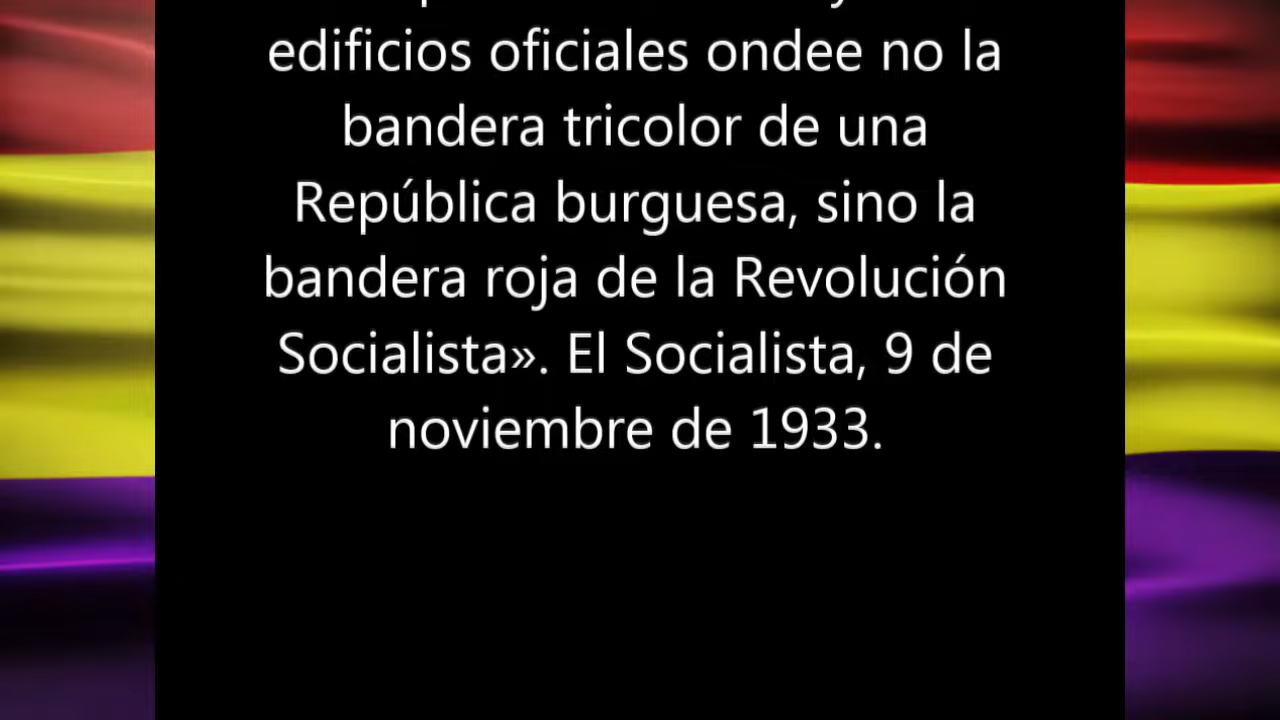 edificios oficiales ondee no la
bandera tricolor de una
República burguesa, sino la
bandera roja de la Revolución
Socialista». El Socialista, 9 de
noviembre de 1933.